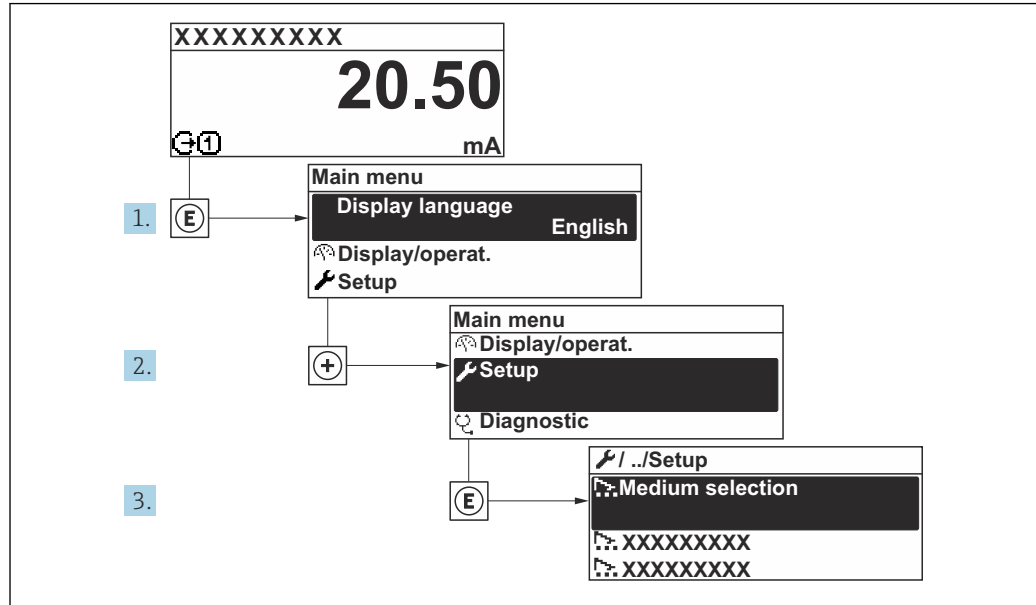 XXXXXXXXX
20.50
1
mA
1.
E
Main menu
Display language
English
Display/operat.
Setup
2.
+
Main menu
Display/operat.
Setup
Diagnostic
3.
E
/ ../Setup
Medium selection
XXXXXXXXX
XXXXXXXXX